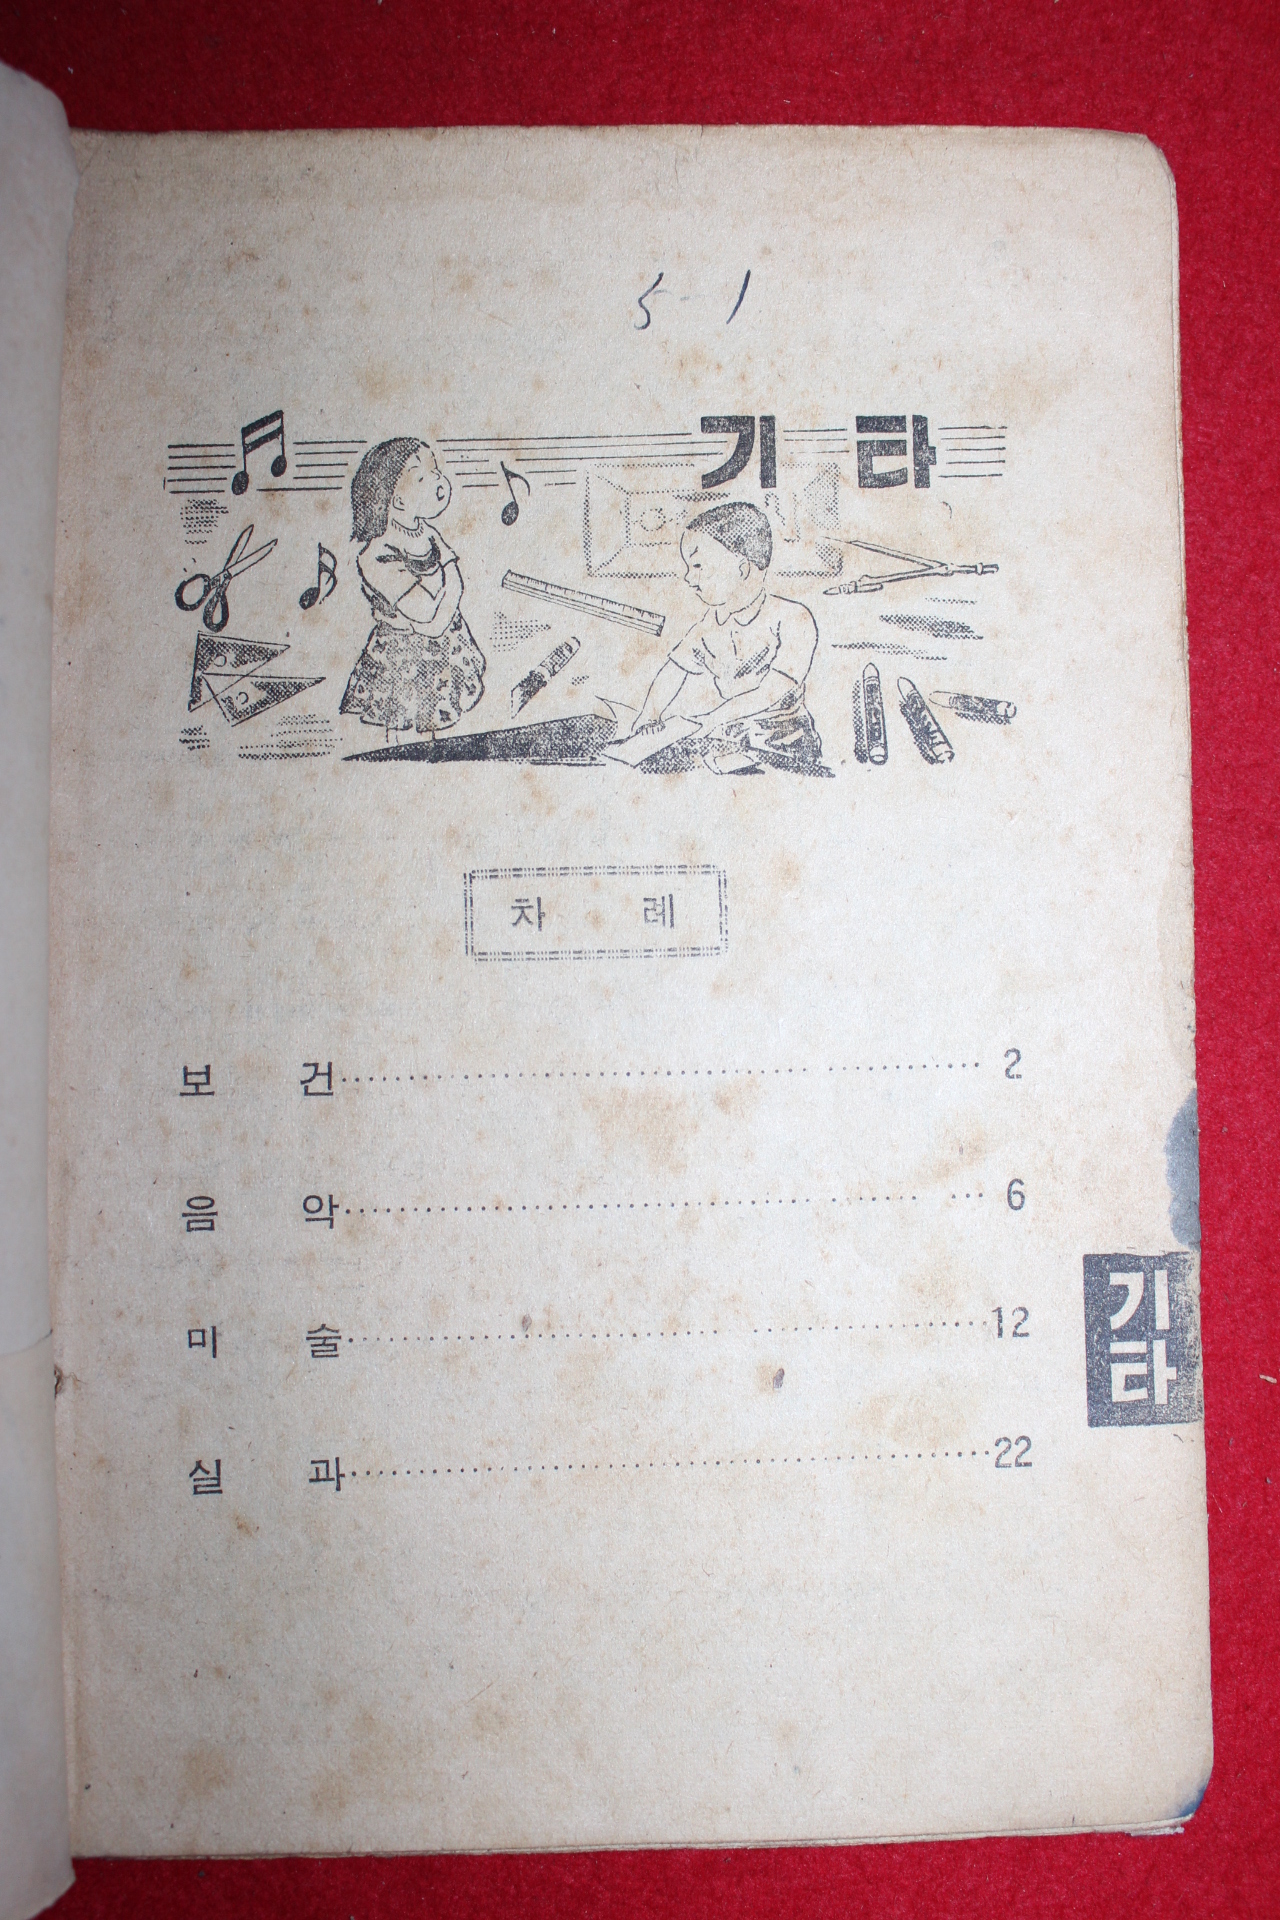 5-1
기 타
차 례
보 건 2
음 악 6
미 술 12
실 과 22
기타